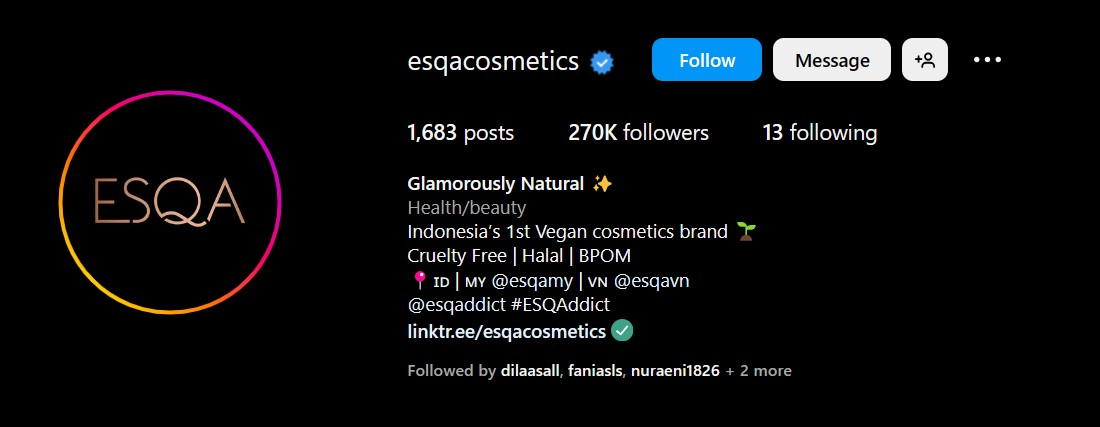 ESQA
esqacosmetics
Follow
Message
1,683 posts 270K followers 13 following
Glamorously Natural ✨
Health/beauty
Indonesia's 1st Vegan cosmetics brand 🌱
Cruelty Free | Halal | BPOM
📍 ɪᴅ | ᴍʏ @esqamy | ᴠɴ @esqavn
@esqaddict #ESQAddict
linktr.ee/esqacosmetics
Followed by dilaasall, faniasls, nuraeni1826 + 2 more